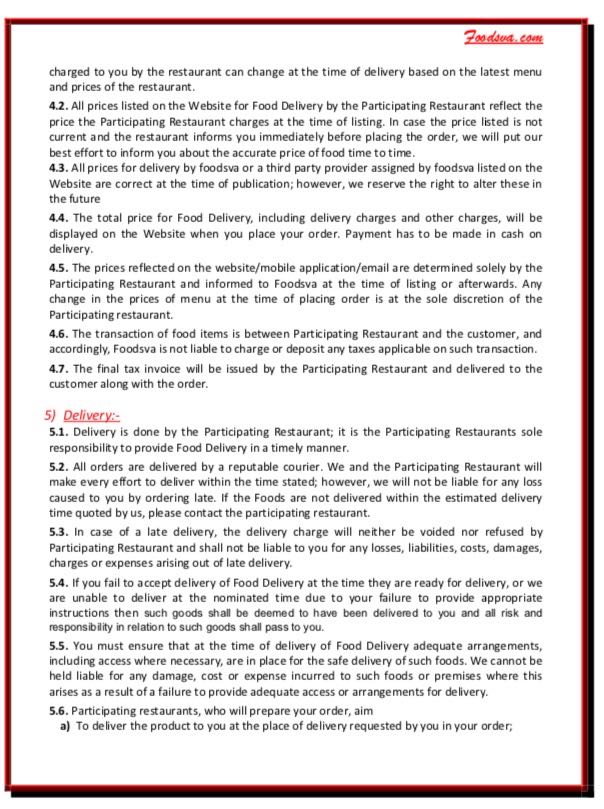 Foodsva.com
charged to you by the restaurant can change at the time of delivery based on the latest menu
and prices of the restaurant.
4.2. All prices listed on the Website for Food Delivery by the Participating Restaurant reflect the
price the Participating Restaurant charges at the time of listing. In case the price listed is not
current and the restaurant informs you immediately before placing the order, we will put our
best effort to inform you about the accurate price of food time to time.
4.3. All prices for delivery by foodsva or a third party provider assigned by foodsva listed on the
Website are correct at the time of publication; however, we reserve the right to alter these in
the future
4.4. The total price for Food Delivery, including delivery charges and other charges, will be
displayed on the Website when you place your order. Payment has to be made in cash on
delivery.
4.5. The prices reflected on the website/mobile application/email are determined solely by the
Participating Restaurant and informed to Foodsva at the time of listing or afterwards. Any
change in the prices of menu at the time of placing order is at the sole discretion of the
Participating restaurant.
4.6. The transaction of food items is between Participating Restaurant and the customer, and
accordingly, Foodsva is not liable to charge or deposit any taxes applicable on such transaction.
4.7. The final tax invoice will be issued by the Participating Restaurant and delivered to the
customer along with the order.
5) Delivery:-
5.1. Delivery is done by the Participating Restaurant; it is the Participating Restaurants sole
responsibility to provide Food Delivery in a timely manner.
5.2. All orders are delivered by a reputable courier. We and the Participating Restaurant will
make every effort to deliver within the time stated; however, we will not be liable for any loss
caused to you by ordering late. If the Foods are not delivered within the estimated delivery
time quoted by us, please contact the participating restaurant.
5.3. In case of a late delivery, the delivery charge will neither be voided nor refused by
Participating Restaurant and shall not be liable to you for any losses, liabilities, costs, damages,
charges or expenses arising out of late delivery.
5.4. If you fail to accept delivery of Food Delivery at the time they are ready for delivery, or we
are unable to deliver at the nominated time due to your failure to provide appropriate
instructions then such goods shall be deemed to have been delivered to you and all risk and
responsibility in relation to such goods shall pass to you.
5.5. You must ensure that at the time of delivery of Food Delivery adequate arrangements,
including access where necessary, are in place for the safe delivery of such foods. We cannot be
held liable for any damage, cost or expense incurred to such foods or premises where this
arises as a result of a failure to provide adequate access or arrangements for delivery.
5.6. Participating restaurants, who will prepare your order, aim
a) To deliver the product to you at the place of delivery requested by you in your order;